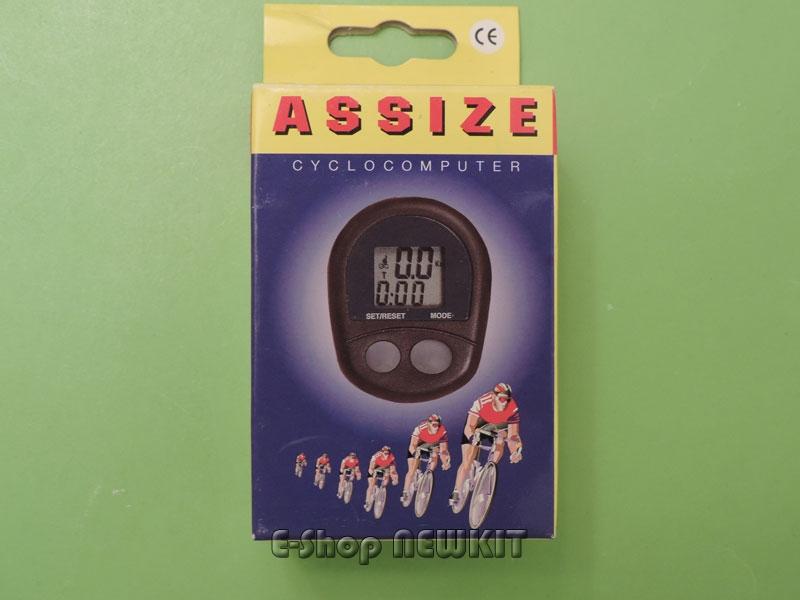 CE
ASSIZE
CYCLOCOMPUTER
0.0
T
0:00
SET/RESET MODE
E-Shop NEWKIT